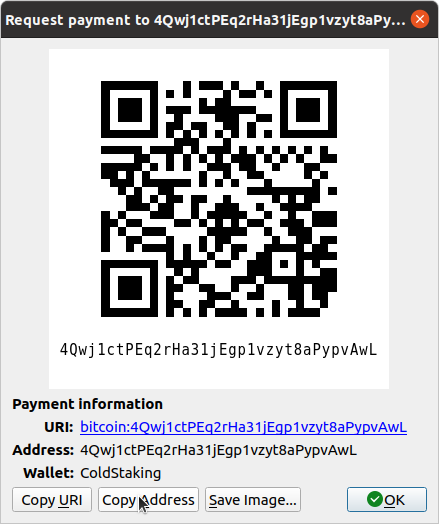 Request payment to 4Qwj1ctPEq2rHa31jEgp1vzyt8aPy...
4Qwj1ctPEq2rHa31jEgp1vzyt8aPypvAwL
Payment information
URI: bitcoin:4Qwj1ctPEq2rHa31jEgp1vzyt8aPypvAwL
Address: 4Qwj1ctPEq2rHa31jEgp1vzyt8aPypvAwL
Wallet: ColdStaking
Copy URI Copy Address Save Image... OK